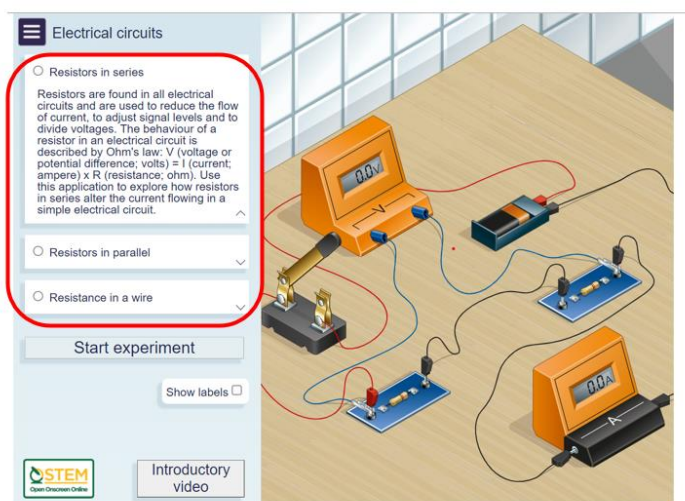 Electrical circuits
Resistors in series
Resistors are found in all electrical
circuits and are used to reduce the flow
of current, to adjust signal levels and to
divide voltages. The behaviour of a
resistor in an electrical circuit is
described by Ohm's law: V (voltage or
potential difference; volts) = I (current;
ampere) x R (resistance; ohm). Use
this application to explore how resistors
in series alter the current flowing in a
simple electrical circuit.
Resistors in parallel
Resistance in a wire
Start experiment
Show labels
OSTEM
Open Onscreen Online
Introductory
video
0.0V
V
0.0A
A